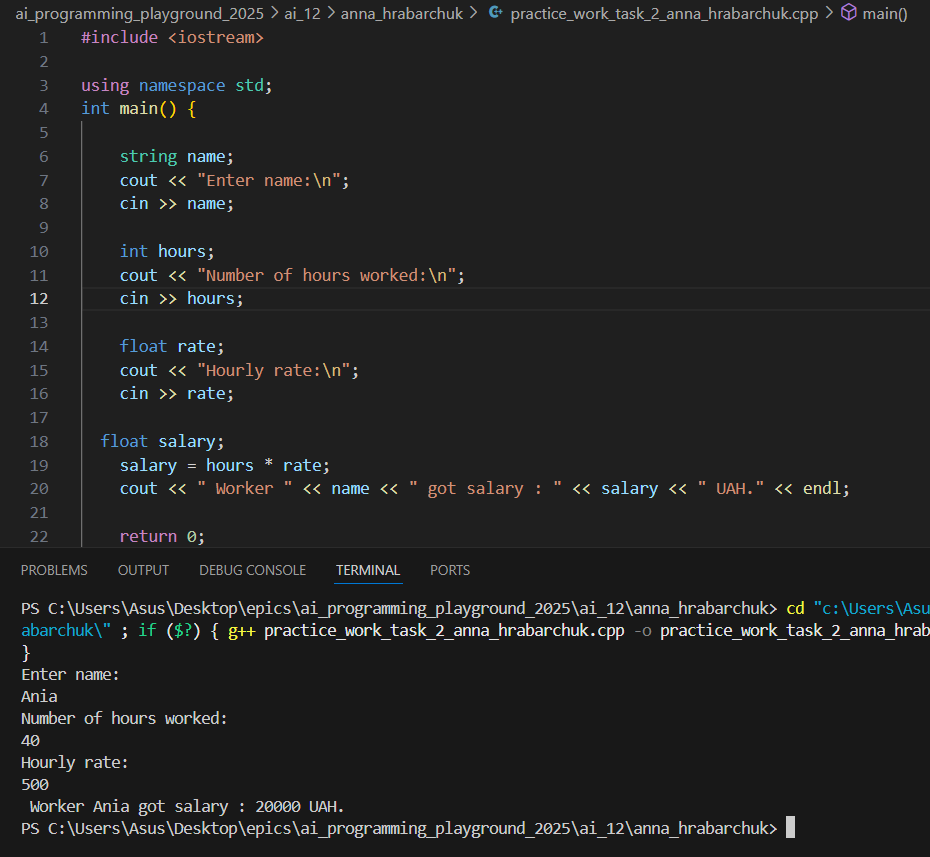 ai_programming_playground_2025 > ai_12 > anna_hrabarchuk > practice_work_task_2_anna_hrabarchuk.cpp > main()
1 #include <iostream>
2
3 using namespace std;
4 int main() {
5
6     string name;
7     cout << "Enter name:\n";
8     cin >> name;
9
10     int hours;
11     cout << "Number of hours worked:\n";
12     cin >> hours;
13
14     float rate;
15     cout << "Hourly rate:\n";
16     cin >> rate;
17
18   float salary;
19     salary = hours * rate;
20     cout << " Worker " << name << " got salary : " << salary << " UAH." << endl;
21
22     return 0;
PROBLEMS OUTPUT DEBUG CONSOLE TERMINAL PORTS
PS C:\Users\Asus\Desktop\epics\ai_programming_playground_2025\ai_12\anna_hrabarchuk> cd "c:\Users\Asu
abarchuk\" ; if ($?) { g++ practice_work_task_2_anna_hrabarchuk.cpp -o practice_work_task_2_anna_hrab
}
Enter name:
Ania
Number of hours worked:
40
Hourly rate:
500
 Worker Ania got salary : 20000 UAH.
PS C:\Users\Asus\Desktop\epics\ai_programming_playground_2025\ai_12\anna_hrabarchuk>